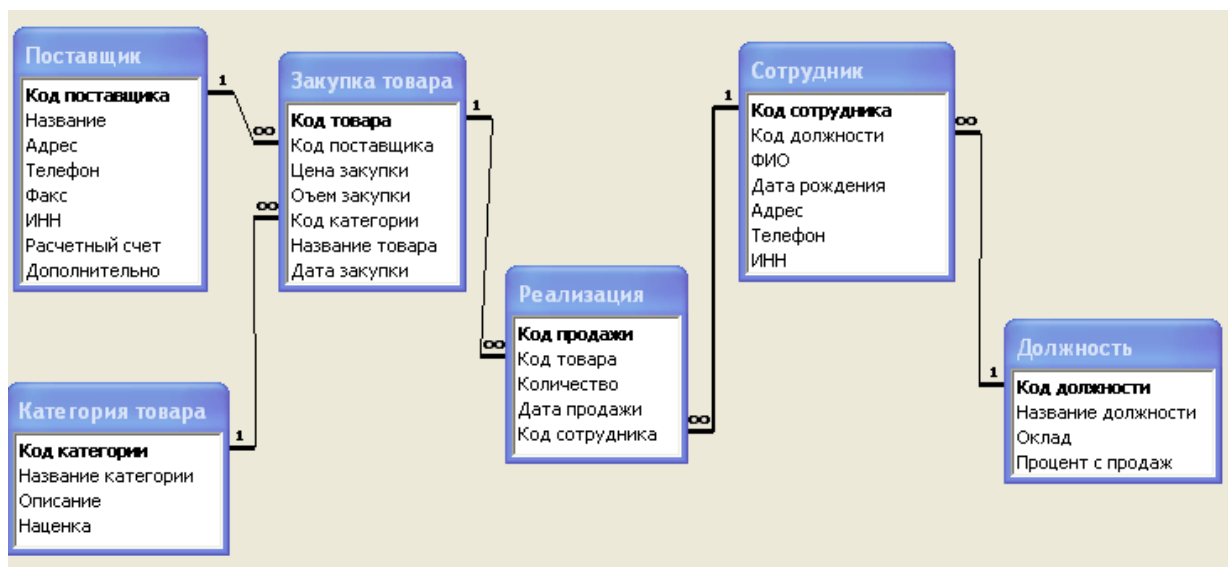 Поставщик
Код поставщика
Название
Адрес
Телефон
Факс
ИНН
Расчетный счет
Дополнительно
1
∞
Закупка товара
Код товара
Код поставщика
Цена закупки
Оъем закупки
Код категории
Название товара
Дата закупки
∞
1
Категория товара
Код категории
Название категории
Описание
Наценка
1
Реализация
Код продажи
Код товара
Количество
Дата продажи
Код сотрудника
∞
∞
Сотрудник
Код сотрудника
Код должности
ФИО
Дата рождения
Адрес
Телефон
ИНН
1
∞
Должность
Код должности
Название должности
Оклад
Процент с продаж
1